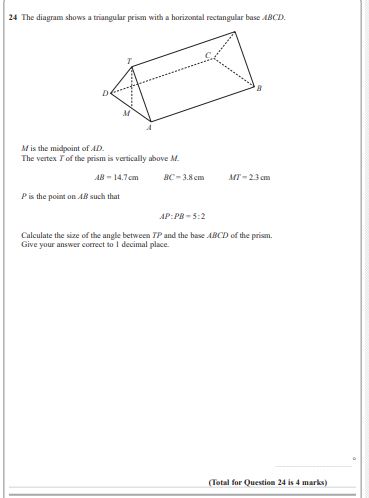 24 The diagram shows a triangular prism with a horizontal rectangular base ABCD.
T
C
D
B
M
A
M is the midpoint of AD.
The vertex T of the prism is vertically above M.
AB = 14.7 cm BC = 3.8 cm MT = 2.3 cm
P is the point on AB such that
AP : PB = 5 : 2
Calculate the size of the angle between TP and the base ABCD of the prism.
Give your answer correct to 1 decimal place.
°
(Total for Question 24 is 4 marks)